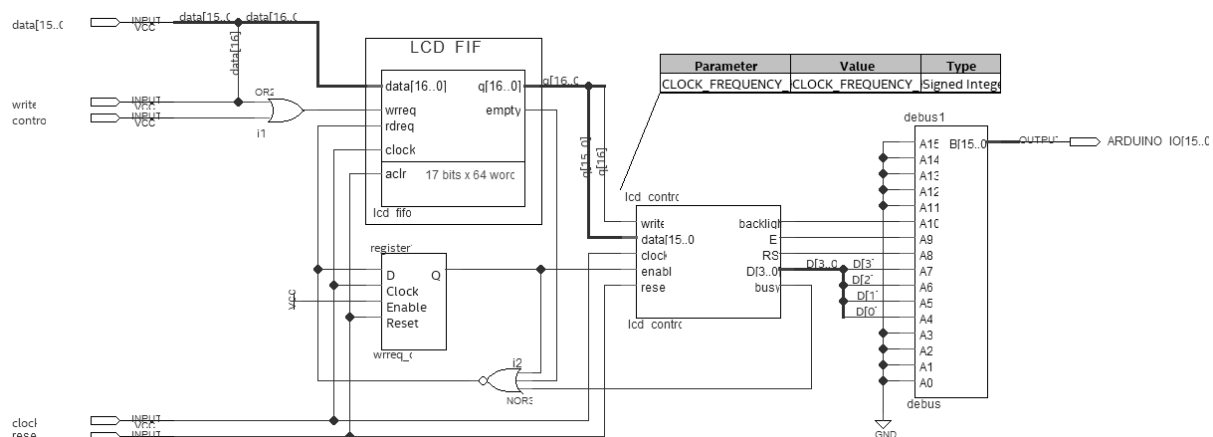 data[15..0
INPUT
VCC
data[15..0
data[16..0
data[16]
write
INPUT
VCC
contro
INPUT
VCC
OR2
i1
LCD FIF
data[16..0]
q[16..0]
wrreq
empty
rdreq
clock
aclr
17 bits x 64 word
lcd_fifo
q[16..0
q[15..0]
q[16]
Parameter
Value
Type
CLOCK_FREQUENCY_
CLOCK_FREQUENCY_
Signed Intege
lcd_contro
write
backligh
data[15..0
E
clock
RS
enabl
D[3..0
rese
busy
lcd_contro
D[3..0
D[3
D[2
D[1
D[0
debus1
A15
B[15..0
A14
A13
A12
A11
A10
A9
A8
A7
A6
A5
A4
A3
A2
A1
A0
debus
OUTPUT
ARDUINO_IO[15..0
GND
register
D
Q
Clock
Enable
Reset
VCC
i2
NOR3
clock
INPUT
VCC
rese
INPUT